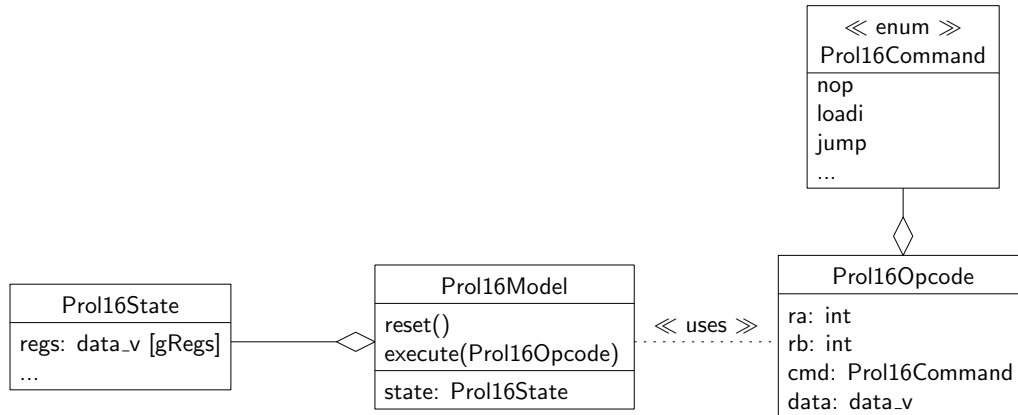 ≪ enum ≫
Prol16Command
nop
loadi
jump
...
Prol16State
regs: data_v [gRegs]
...
Prol16Model
reset()
execute(Prol16Opcode)
state: Prol16State
≪ uses ≫
Prol16Opcode
ra: int
rb: int
cmd: Prol16Command
data: data_v